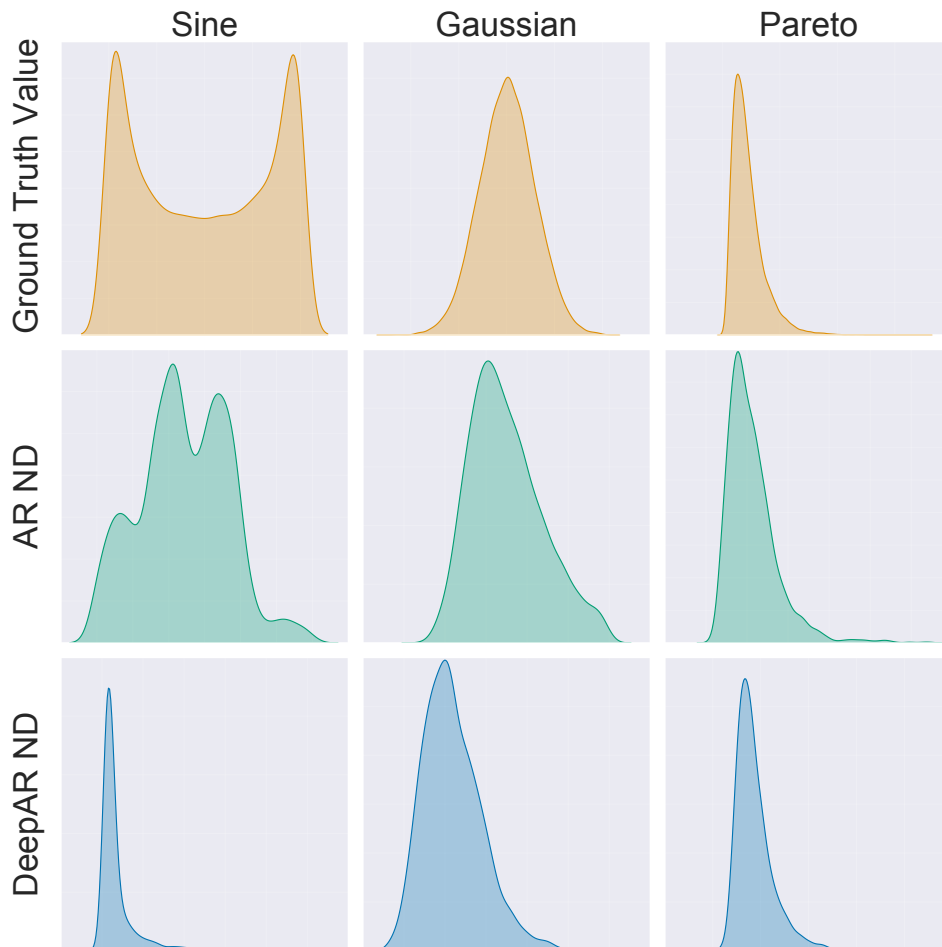 Sine
Gaussian
Pareto
Ground Truth Value
AR ND
DeepAR ND